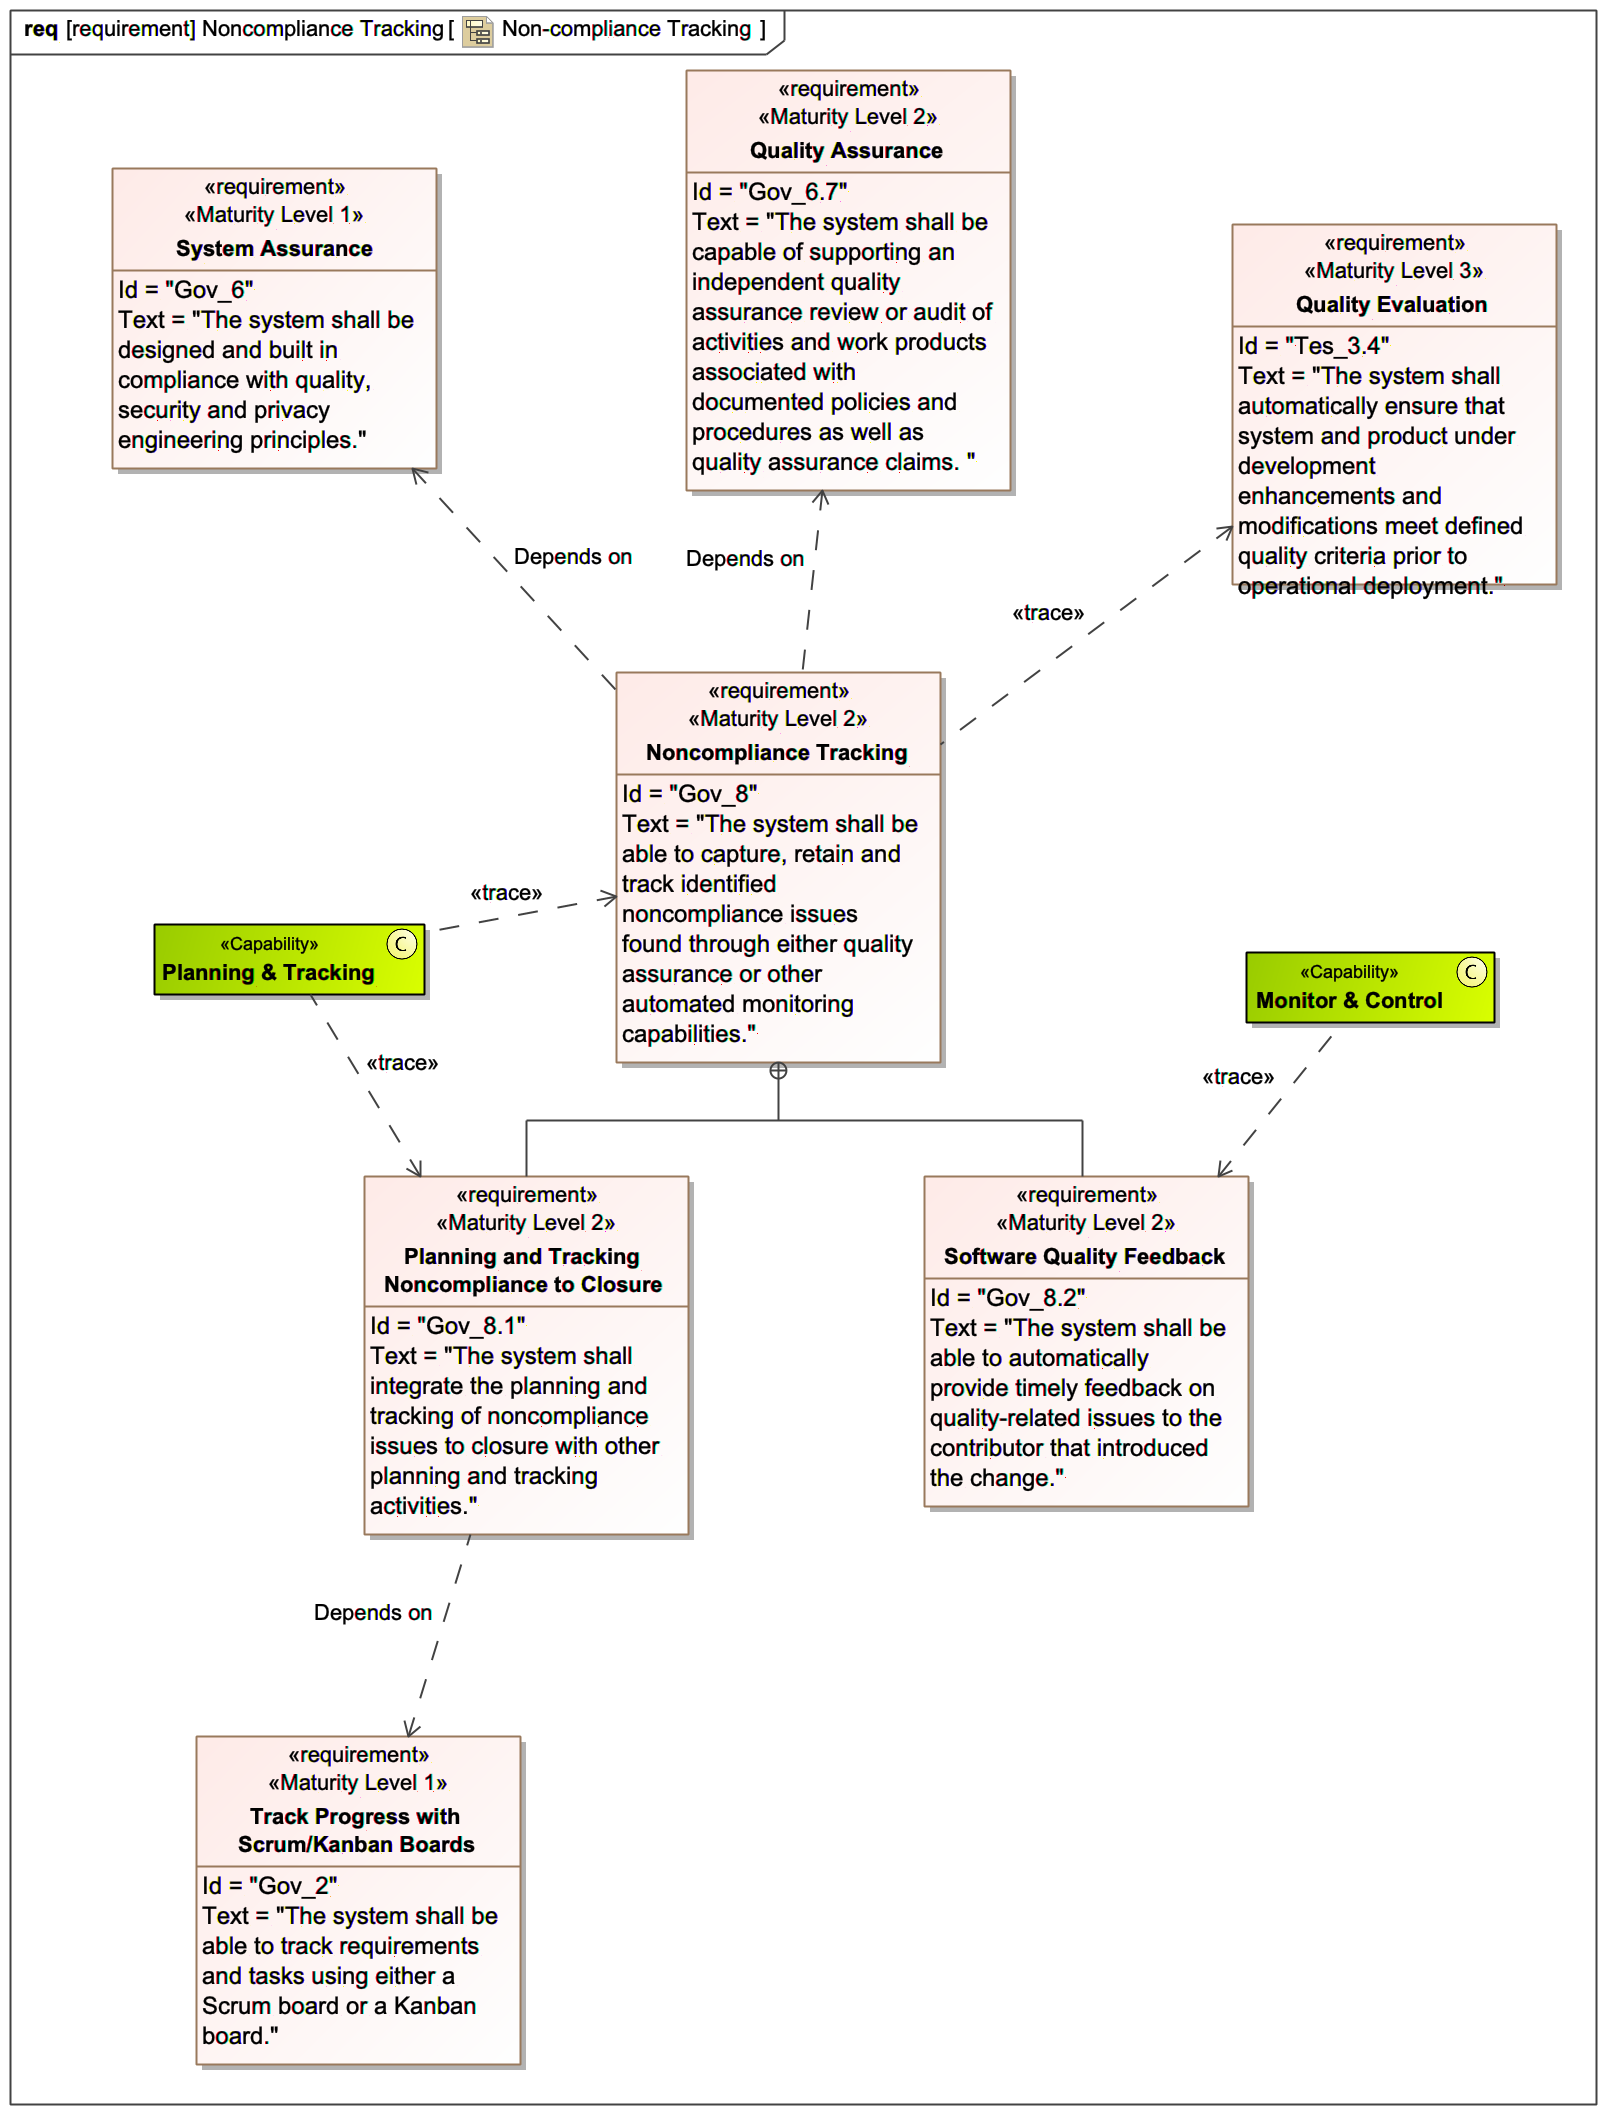 req [requirement] Noncompliance Tracking [ Non-compliance Tracking ]
«requirement»
«Maturity Level 2»
Quality Assurance
Id = "Gov_6.7"
Text = "The system shall be
capable of supporting an
independent quality
assurance review or audit of
activities and work products
associated with
documented policies and
procedures as well as
quality assurance claims. "
«requirement»
«Maturity Level 1»
System Assurance
Id = "Gov_6"
Text = "The system shall be
designed and built in
compliance with quality,
security and privacy
engineering principles."
«requirement»
«Maturity Level 3»
Quality Evaluation
Id = "Tes_3.4"
Text = "The system shall
automatically ensure that
system and product under
development
enhancements and
modifications meet defined
quality criteria prior to
operational deployment."
Depends on
Depends on
«trace»
«requirement»
«Maturity Level 2»
Noncompliance Tracking
Id = "Gov_8"
Text = "The system shall be
able to capture, retain and
track identified
noncompliance issues
found through either quality
assurance or other
automated monitoring
capabilities."
«trace»
«Capability»
C
Planning & Tracking
«Capability»
C
Monitor & Control
«trace»
«trace»
«requirement»
«Maturity Level 2»
Planning and Tracking
Noncompliance to Closure
Id = "Gov_8.1"
Text = "The system shall
integrate the planning and
tracking of noncompliance
issues to closure with other
planning and tracking
activities."
«requirement»
«Maturity Level 2»
Software Quality Feedback
Id = "Gov_8.2"
Text = "The system shall be
able to automatically
provide timely feedback on
quality-related issues to the
contributor that introduced
the change."
Depends on
«requirement»
«Maturity Level 1»
Track Progress with
Scrum/Kanban Boards
Id = "Gov_2"
Text = "The system shall be
able to track requirements
and tasks using either a
Scrum board or a Kanban
board."